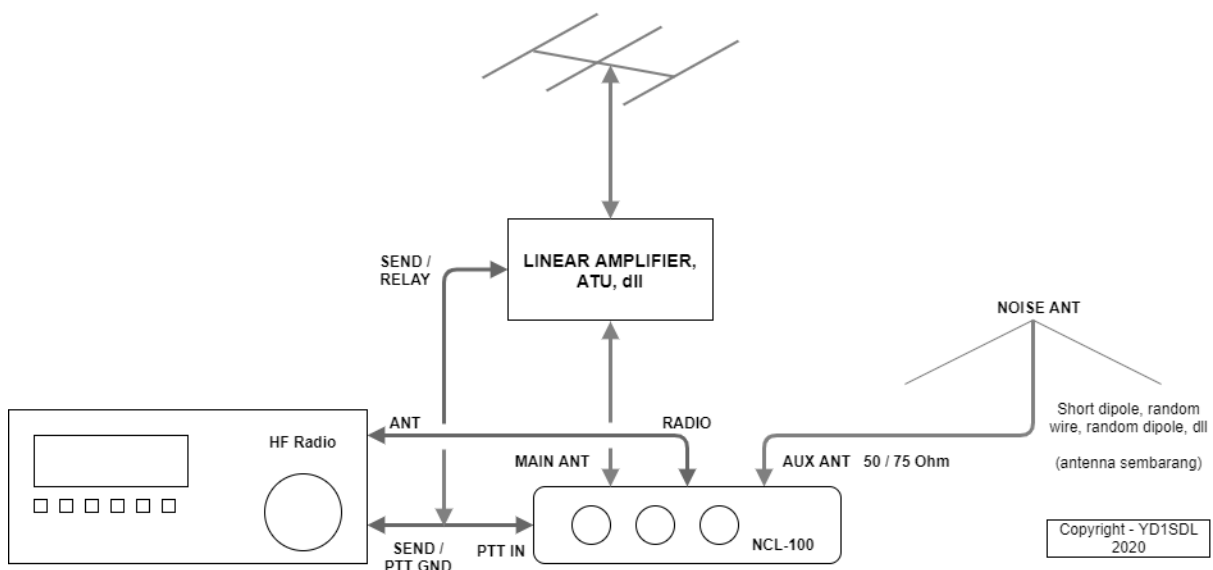 SEND /
RELAY
LINEAR AMPLIFIER,
ATU, dll
NOISE ANT
Short dipole, random
wire, random dipole, dll
(antenna sembarang)
HF Radio
ANT
RADIO
MAIN ANT
AUX ANT 50 / 75 Ohm
SEND /
PTT GND
PTT IN
NCL-100
Copyright - YD1SDL
2020